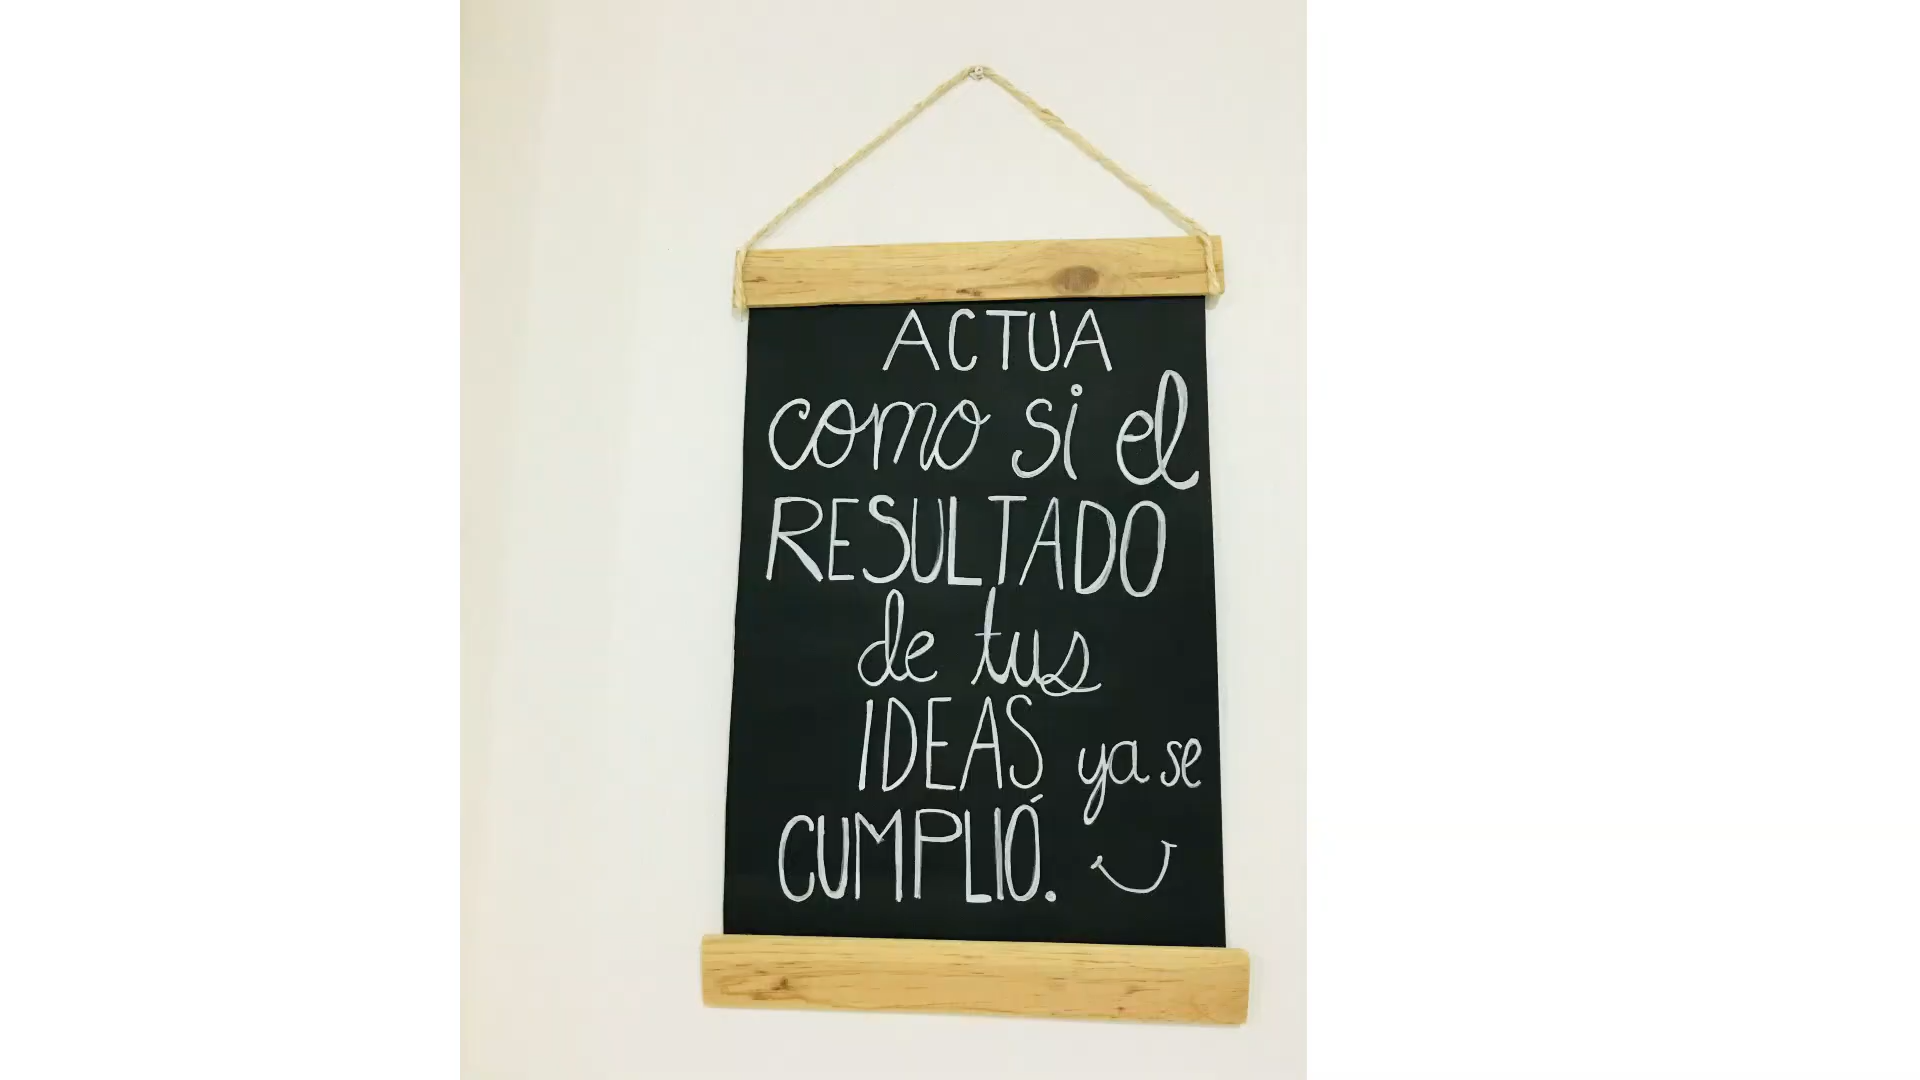 ACTUA
como si el
RESULTADO
de tus
IDEAS ya se
CUMPLIÓ.